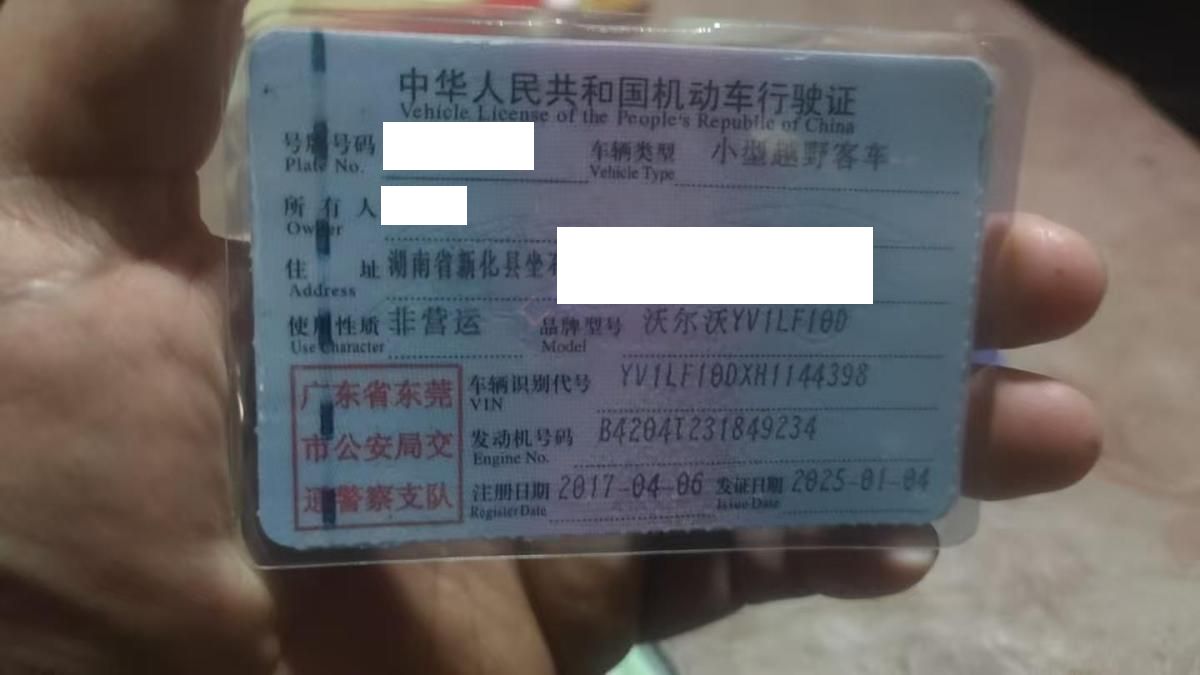 中华人民共和国机动车行驶证
Vehicle License of the People's Republic of China
号牌号码 车辆类型 小型越野客车
Plate No. Vehicle Type
所有人
Owner
住址 湖南省新化县坐石
Address
使用性质 非营运 品牌型号 沃尔沃YV1LF10D
Use Character Model
广东省东莞
市公安局交
通警察支队
车辆识别代号 YV1LF10DXH1144398
VIN
发动机号码 B4204T231849234
Engine No.
注册日期 2017-04-06 发证日期 2025-01-04
Register Date Issue Date